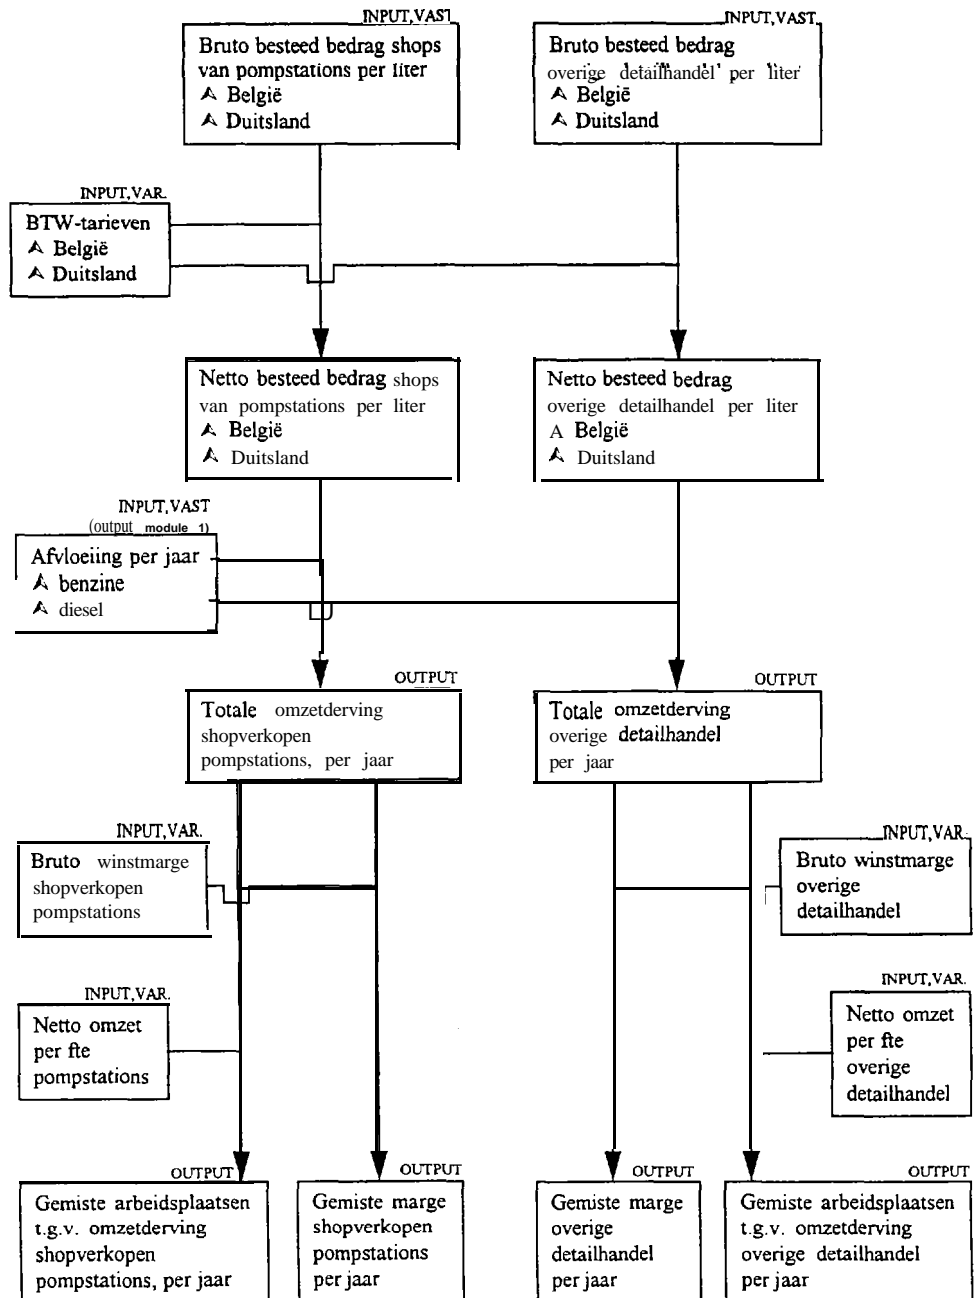 INPUT,VAST
Bruto besteed bedrag shops
van pompstations per liter
België
Duitsland
INPUT,VAST
Bruto besteed bedrag
overige detailhandel per liter
België
Duitsland
INPUT,VAR.
BTW-tarieven
België
Duitsland
Netto besteed bedrag shops
van pompstations per liter
België
Duitsland
Netto besteed bedrag
overige detailhandel per liter
A België
Duitsland
INPUT,VAST
(output module 1)
Afvloeiing per jaar
benzine
diesel
OUTPUT
Totale omzetderving
shopverkopen
pompstations, per jaar
OUTPUT
Totale omzetderving
overige detailhandel
per jaar
INPUT,VAR.
Bruto winstmarge
shopverkopen
pompstations
INPUT,VAR.
Bruto winstmarge
overige
detailhandel
INPUT,VAR.
Netto omzet
per fte
pompstations
INPUT,VAR.
Netto omzet
per fte
overige
detailhandel
OUTPUT
Gemiste arbeidsplaatsen
t.g.v. omzetderving
shopverkopen
pompstations, per jaar
OUTPUT
Gemiste marge
shopverkopen
pompstations
per jaar
OUTPUT
Gemiste marge
overige
detailhandel
per jaar
OUTPUT
Gemiste arbeidsplaatsen
t.g.v. omzetderving
overige detailhandel
per jaar